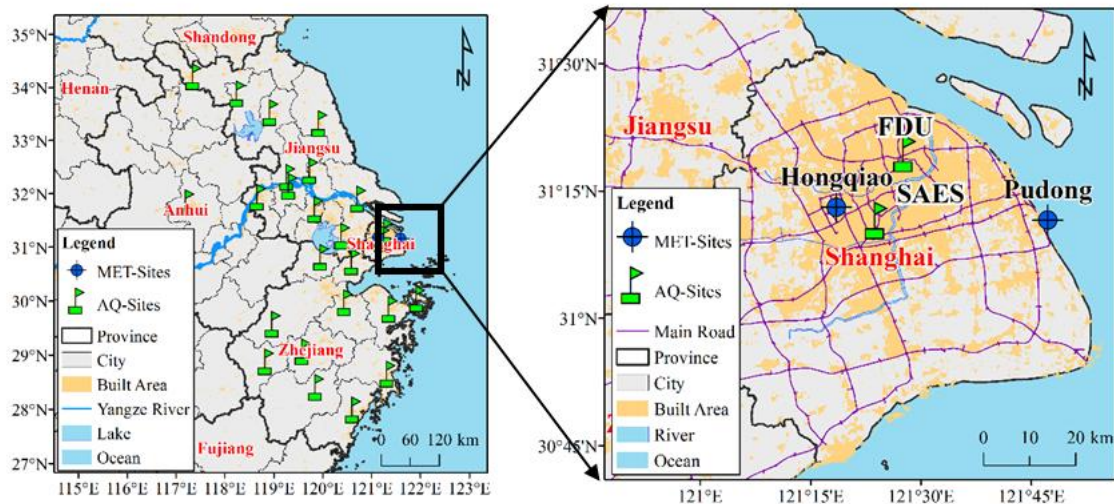 35°N
34°N
33°N
32°N
31°N
30°N
29°N
28°N
27°N
Shandong
Henan
Jiangsu
Anhui
Shanghai
Zhejiang
Fujiang
N
Legend
MET-Sites
AQ-Sites
Province
City
Built Area
Yangze River
Lake
Ocean
0 60 120 km
115°E 116°E 117°E 118°E 119°E 120°E 121°E 122°E 123°E
31°30'N
31°15'N
31°N
30°45'N
N
Jiangsu
FDU
Hongqiao
SAES
Pudong
Shanghai
Legend
MET-Sites
AQ-Sites
Main Road
Province
City
Built Area
River
Ocean
0 10 20 km
121°E 121°15'E 121°30'E 121°45'E